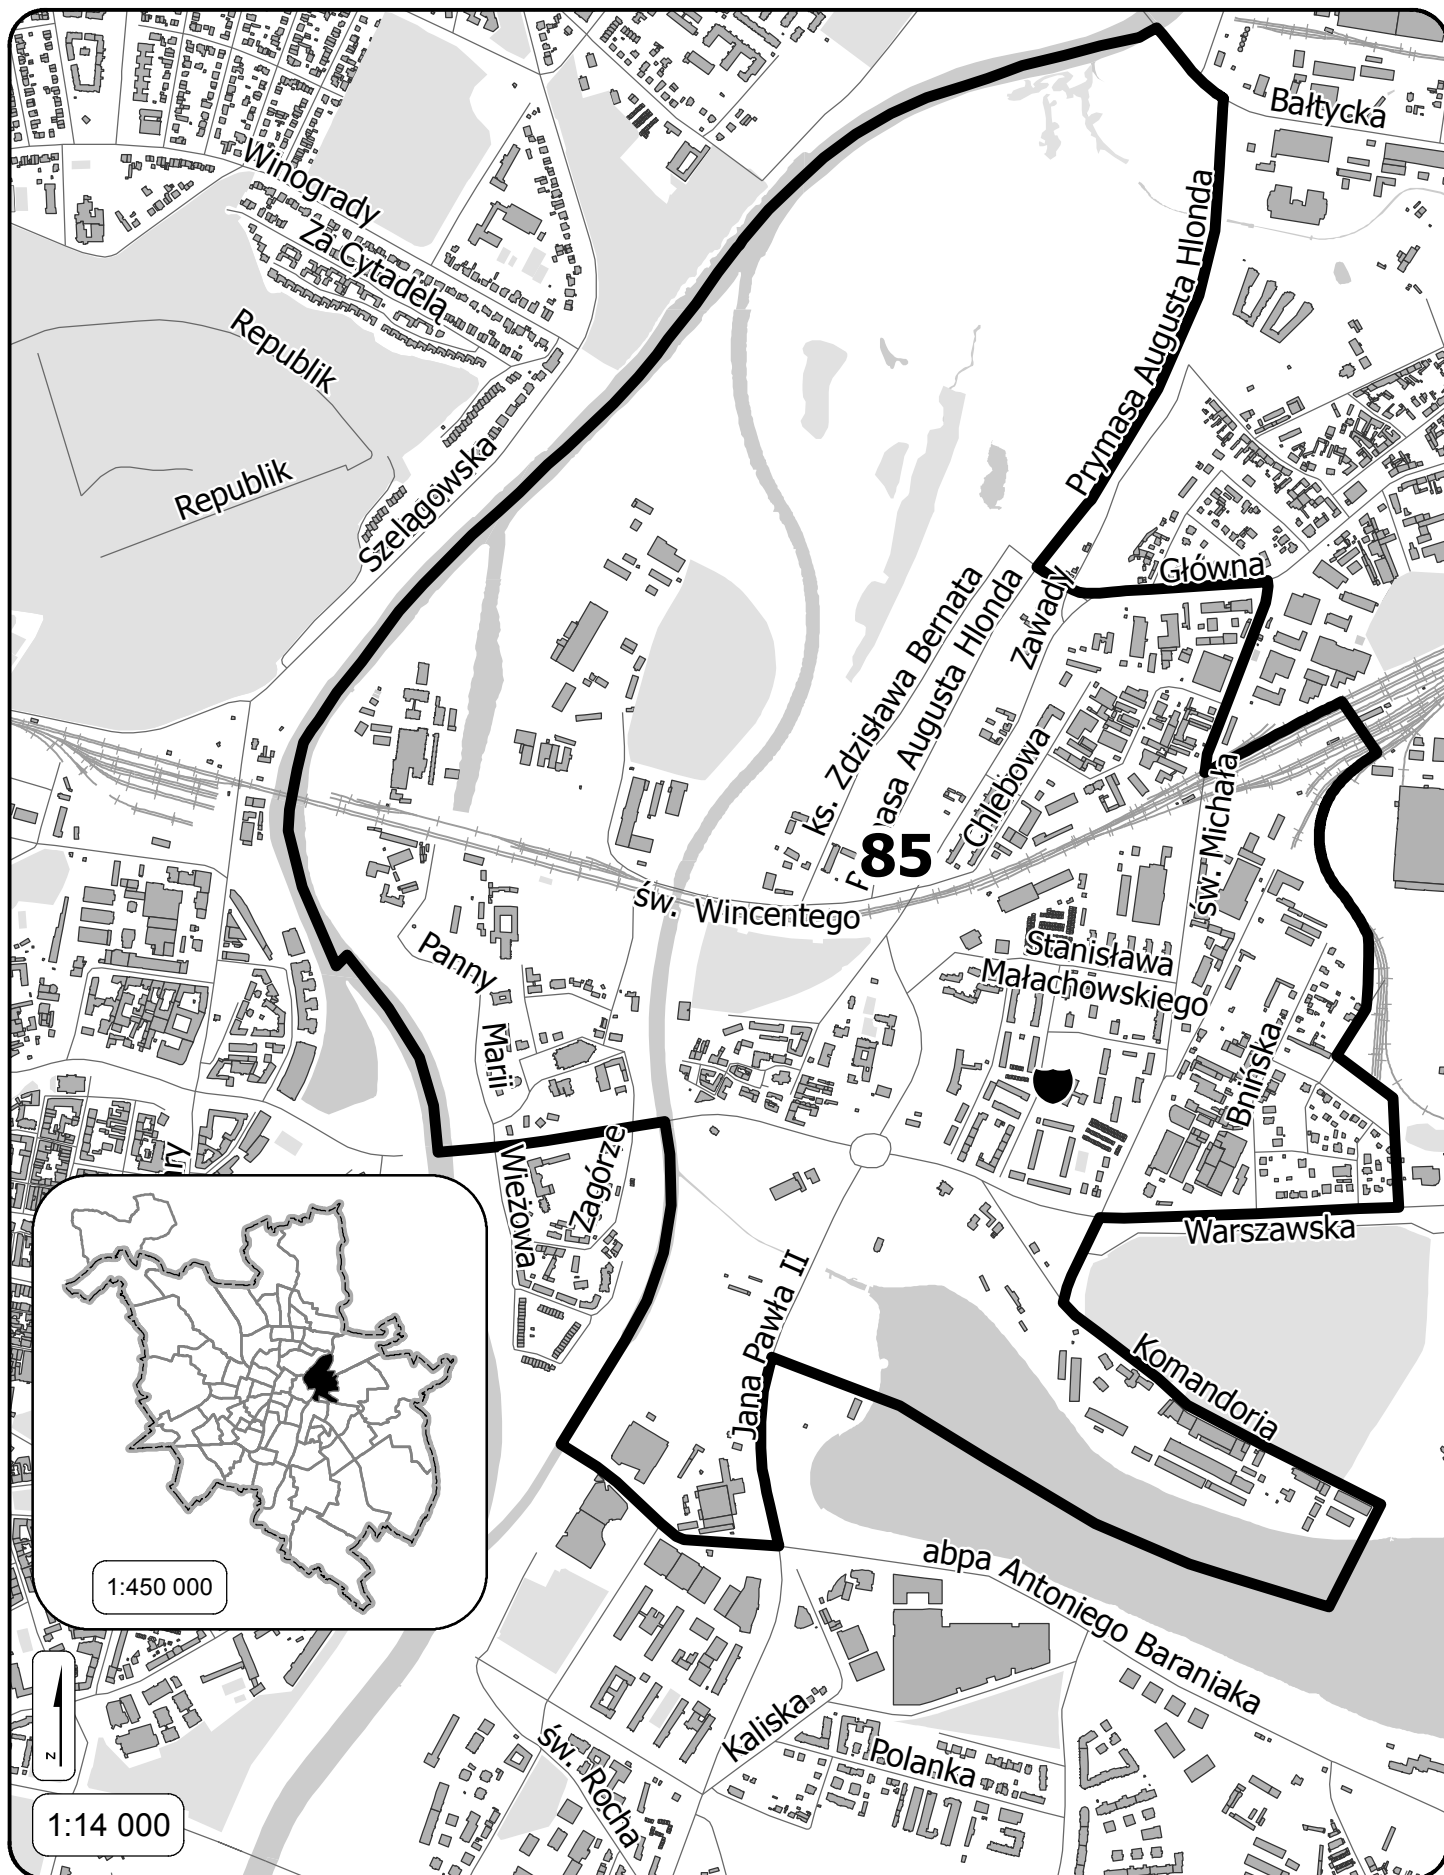 Bałtycka
Winogrady
Za Cytadelą
Prymasa Augusta Hlonda
Republik
Republik
Szelągowska
Główna
Zawady
ks. Zdzisława Bernata
asa Augusta Hlonda
Chlebowa
85
św. Michała
św. Wincentego
Stanisława
Małachowskiego
Panny
Marii
Bnińska
Zagórze
Wieżowa
Warszawska
Jana Pawła II
Komandoria
abpa Antoniego Baraniaka
Kaliska
Polanka
św. Rocha
1:450 000
N
1:14 000